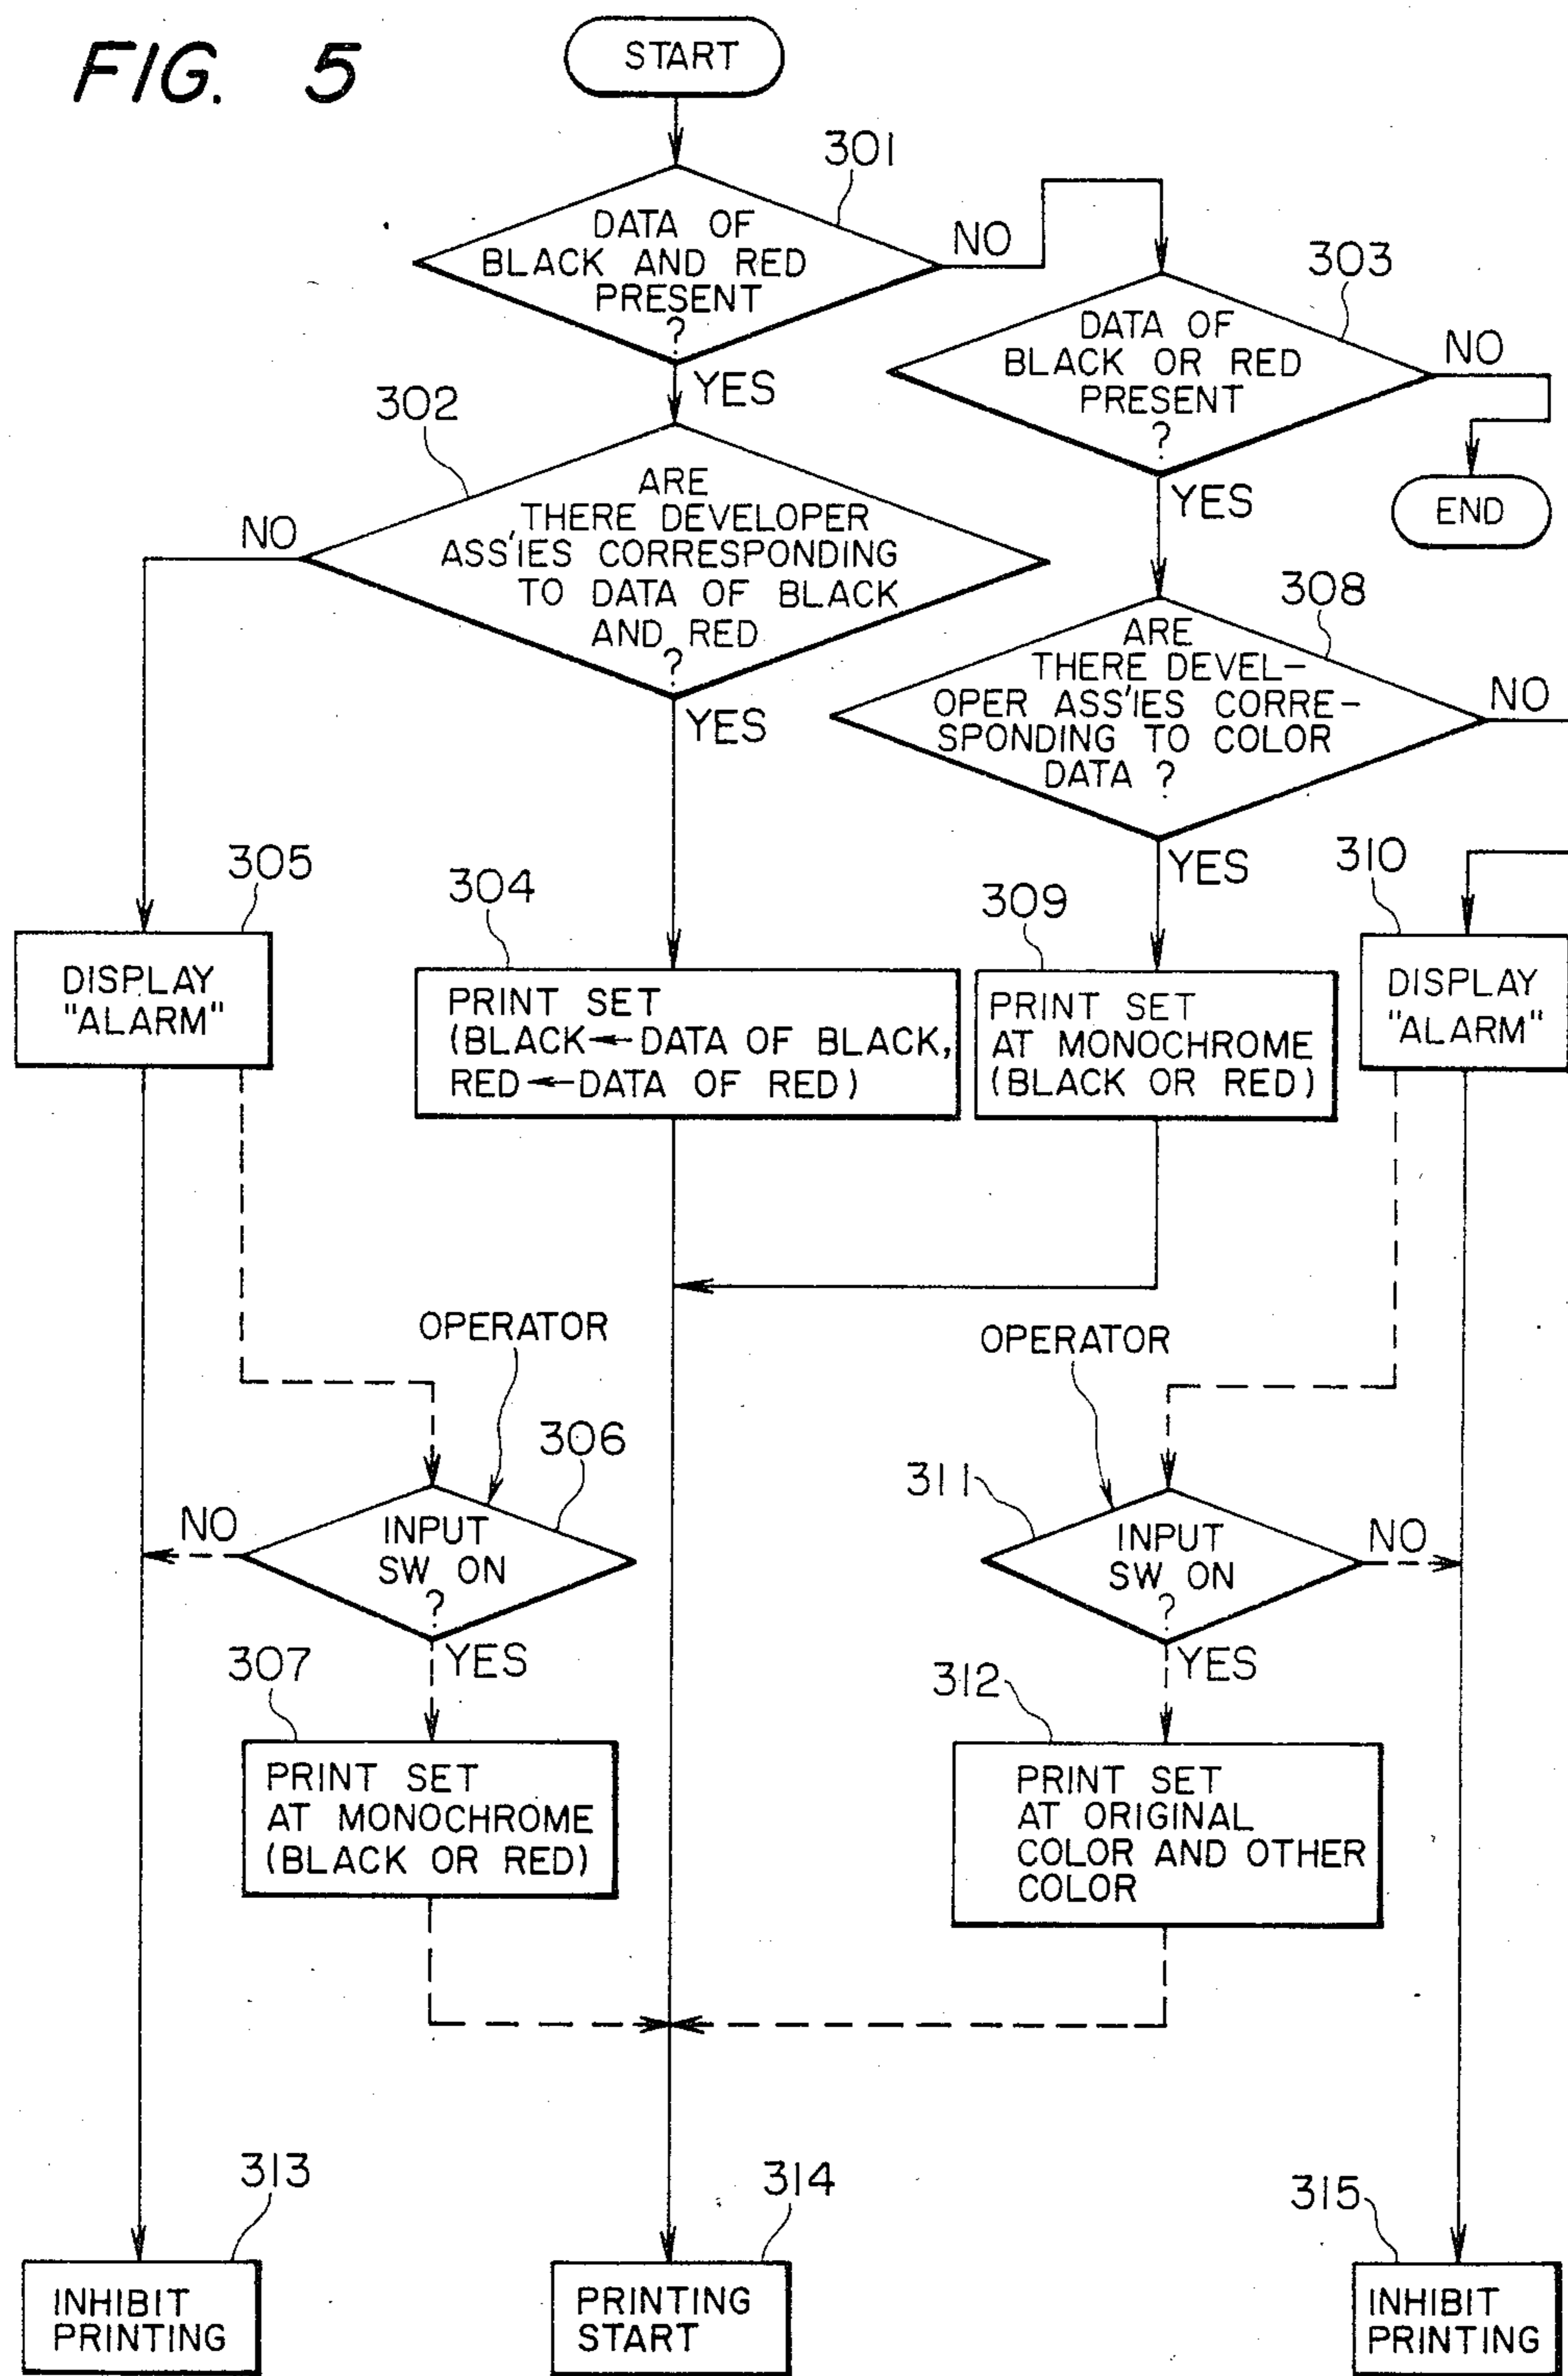 FIG. 5
START
301
DATA OF
BLACK AND RED
PRESENT
?
NO
YES
303
DATA OF
BLACK OR RED
PRESENT
?
NO
YES
END
302
ARE
THERE DEVELOPER
ASS'IES CORRESPONDING
TO DATA OF BLACK
AND RED
?
NO
YES
308
ARE
THERE DEVEL-
OPER ASS'IES CORRE-
SPONDING TO COLOR
DATA ?
NO
YES
305
DISPLAY
"ALARM"
304
PRINT SET
(BLACK←DATA OF BLACK,
RED←DATA OF RED)
309
PRINT SET
AT MONOCHROME
(BLACK OR RED)
310
DISPLAY
"ALARM"
OPERATOR
306
INPUT
SW ON
?
NO
YES
OPERATOR
311
INPUT
SW ON
?
NO
YES
307
PRINT SET
AT MONOCHROME
(BLACK OR RED)
312
PRINT SET
AT ORIGINAL
COLOR AND OTHER
COLOR
313
INHIBIT
PRINTING
314
PRINTING
START
315
INHIBIT
PRINTING